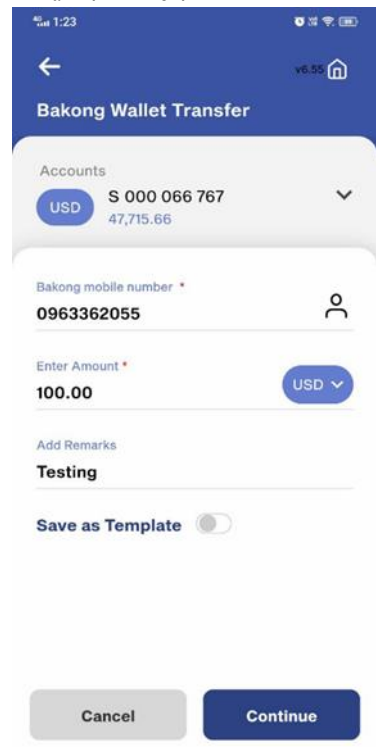 4G 1:23
v6.55
Bakong Wallet Transfer
Accounts
USD
S 000 066 767
47,715.66
Bakong mobile number *
0963362055
Enter Amount *
100.00
USD
Add Remarks
Testing
Save as Template
Cancel
Continue